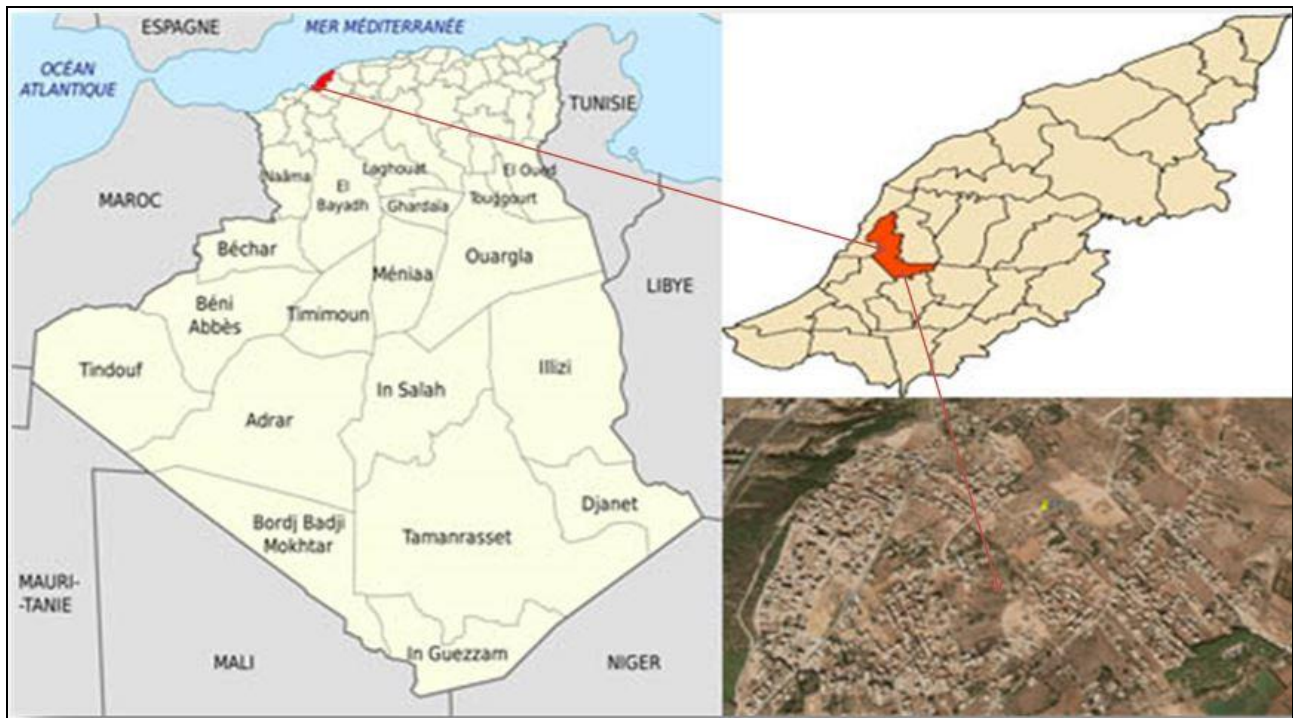 ESPAGNE
MER MÉDITERRANÉE
OCÉAN
ATLANTIQUE
TUNISIE
MAROC
Naâma
El
Bayadh
Laghouat
Ghardaïa
El Oued
Touggourt
Béchar
Ouargla
Méniaa
LIBYE
Béni
Abbès
Timimoun
Tindouf
In Salah
Illizi
Adrar
Djanet
Bordj Badji
Mokhtar
Tamanrasset
MAURI-
-TANIE
MALI
In Guezzam
NIGER